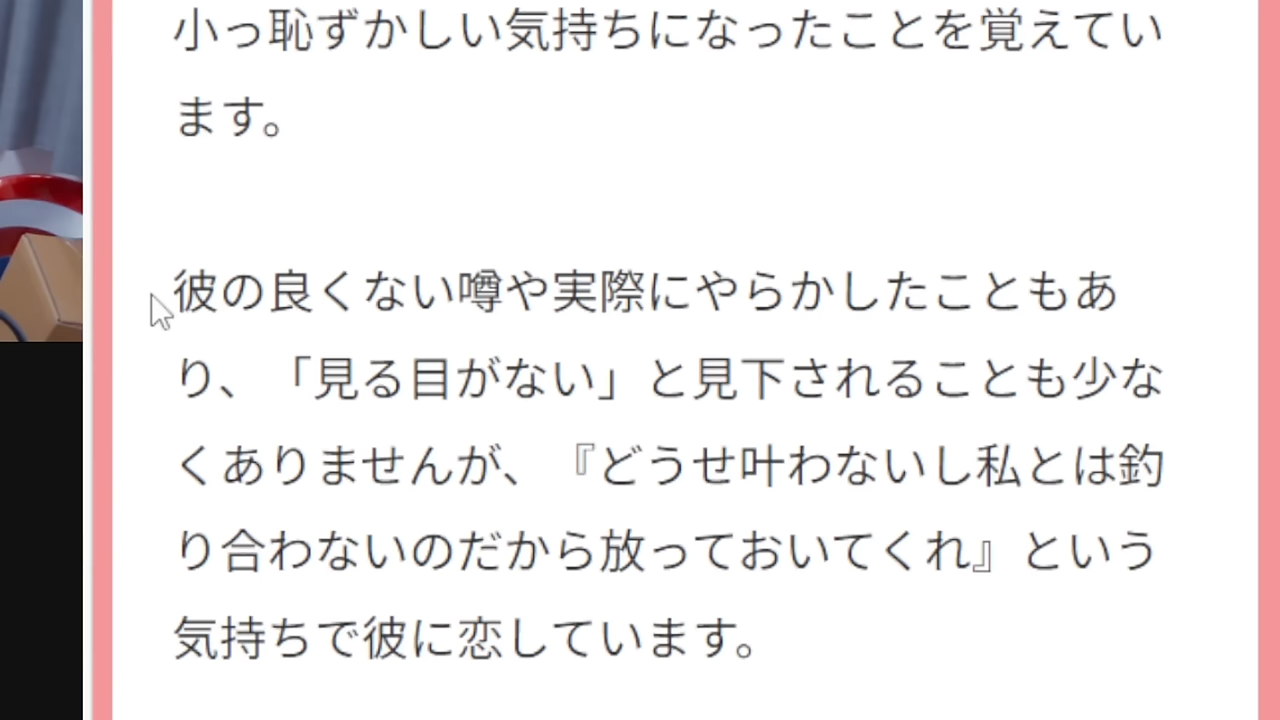 小っ恥ずかしい気持ちになったことを覚えてい
ます。
彼の良くない噂や実際にやらかしたこともあ
り、「見る目がない」と見下されることも少な
くありませんが、『どうせ叶わないし私とは釣
り合わないのだから放っておいてくれ』という
気持ちで彼に恋しています。